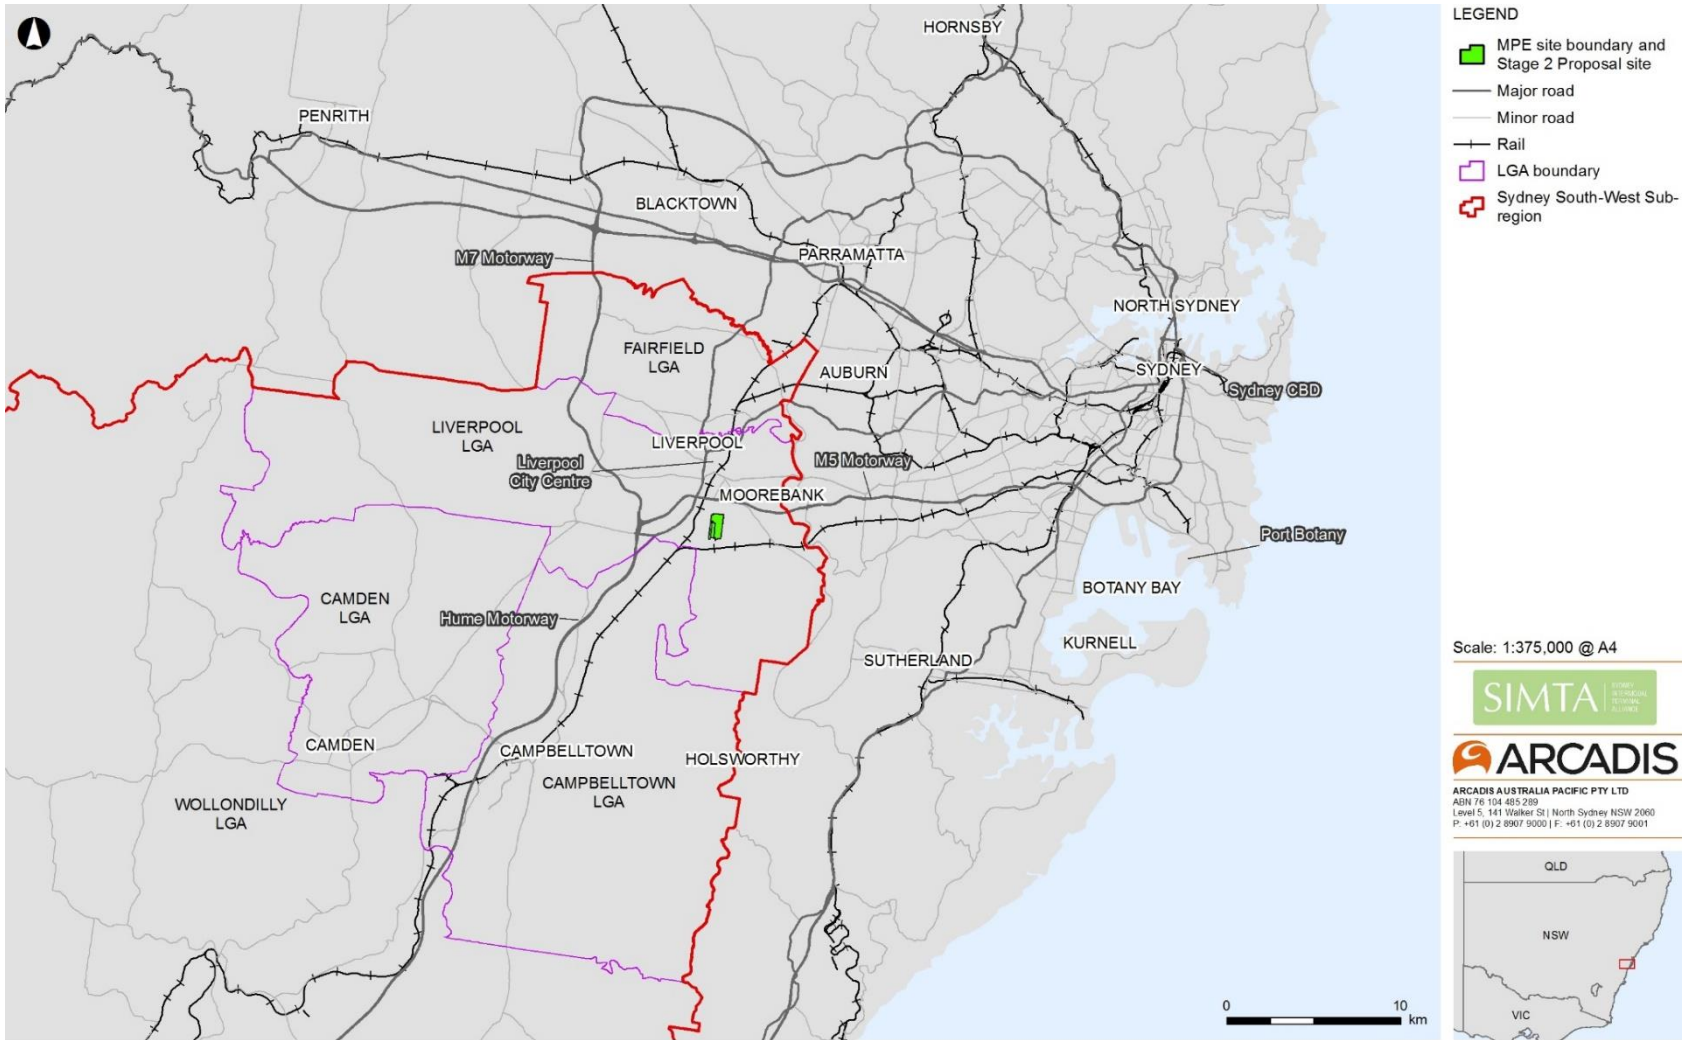 HORNSBY
PENRITH
BLACKTOWN
M7 Motorway
PARRAMATTA
NORTH SYDNEY
FAIRFIELD
LGA
AUBURN
SYDNEY
Sydney CBD
LIVERPOOL
LGA
LIVERPOOL
Liverpool
City Centre
M5 Motorway
MOOREBANK
Port Botany
BOTANY BAY
CAMDEN
LGA
Hume Motorway
KURNELL
SUTHERLAND
CAMDEN
CAMPBELLTOWN
HOLSWORTHY
CAMPBELLTOWN
LGA
WOLLONDILLY
LGA
0 10
km
LEGEND
MPE site boundary and
Stage 2 Proposal site
Major road
Minor road
Rail
LGA boundary
Sydney South-West Sub-
region
Scale: 1:375,000 @ A4
SIMTA
SYDNEY
INTERMODAL
TERMINAL
ALLIANCE
ARCADIS
ARCADIS AUSTRALIA PACIFIC PTY LTD
ABN 76 104 485 289
Level 5, 141 Walker St | North Sydney NSW 2060
P: +61 (0) 2 8907 9000 | F: +61 (0) 2 8907 9001
QLD
NSW
VIC